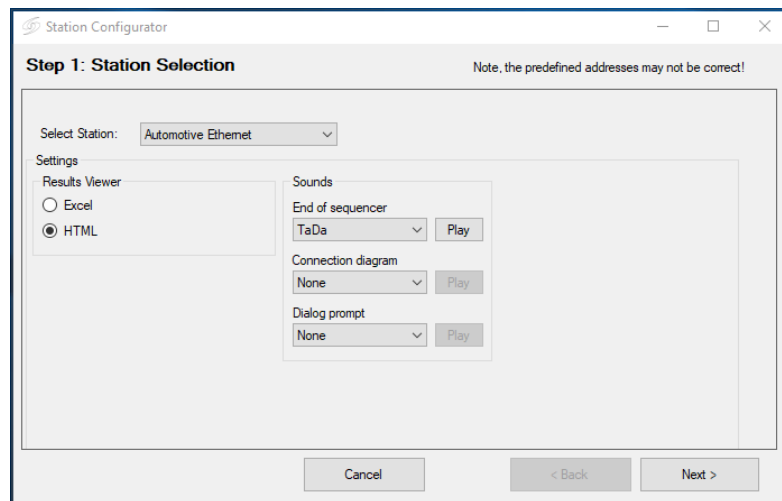 Station Configurator
Step 1: Station Selection
Note, the predefined addresses may not be correct!
Select Station:
Automotive Ethernet
Settings
Results Viewer
Excel
HTML
Sounds
End of sequencer
TaDa
Play
Connection diagram
None
Play
Dialog prompt
None
Play
Cancel
< Back
Next >